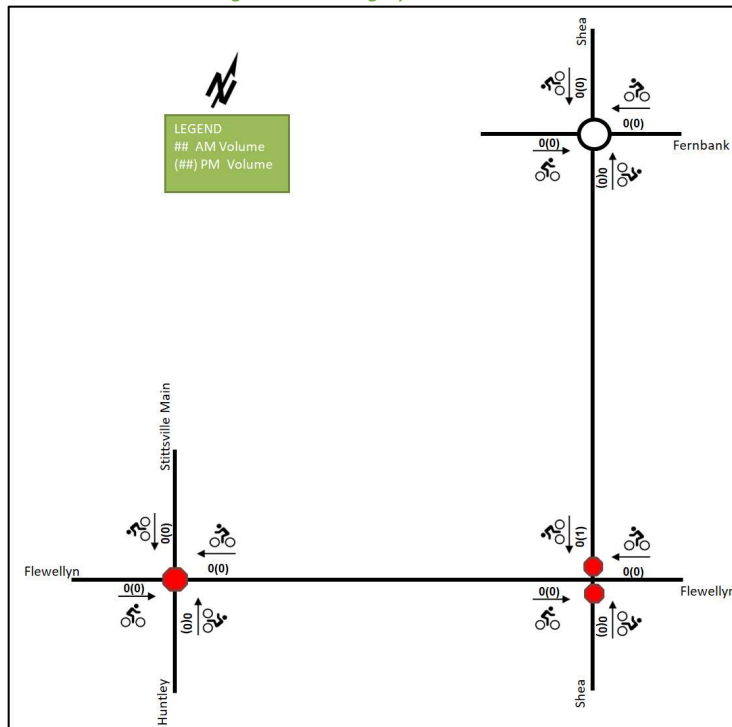 Shea
0(0)
0(0)
0(0)
0(0)
Fernbank
LEGEND
## AM Volume
(##) PM Volume
Stittsville Main
0(0)
0(0)
Flewellyn
0(0)
0(0)
Huntley
0(1)
0(0)
0(0)
Flewellyn
0(0)
Shea